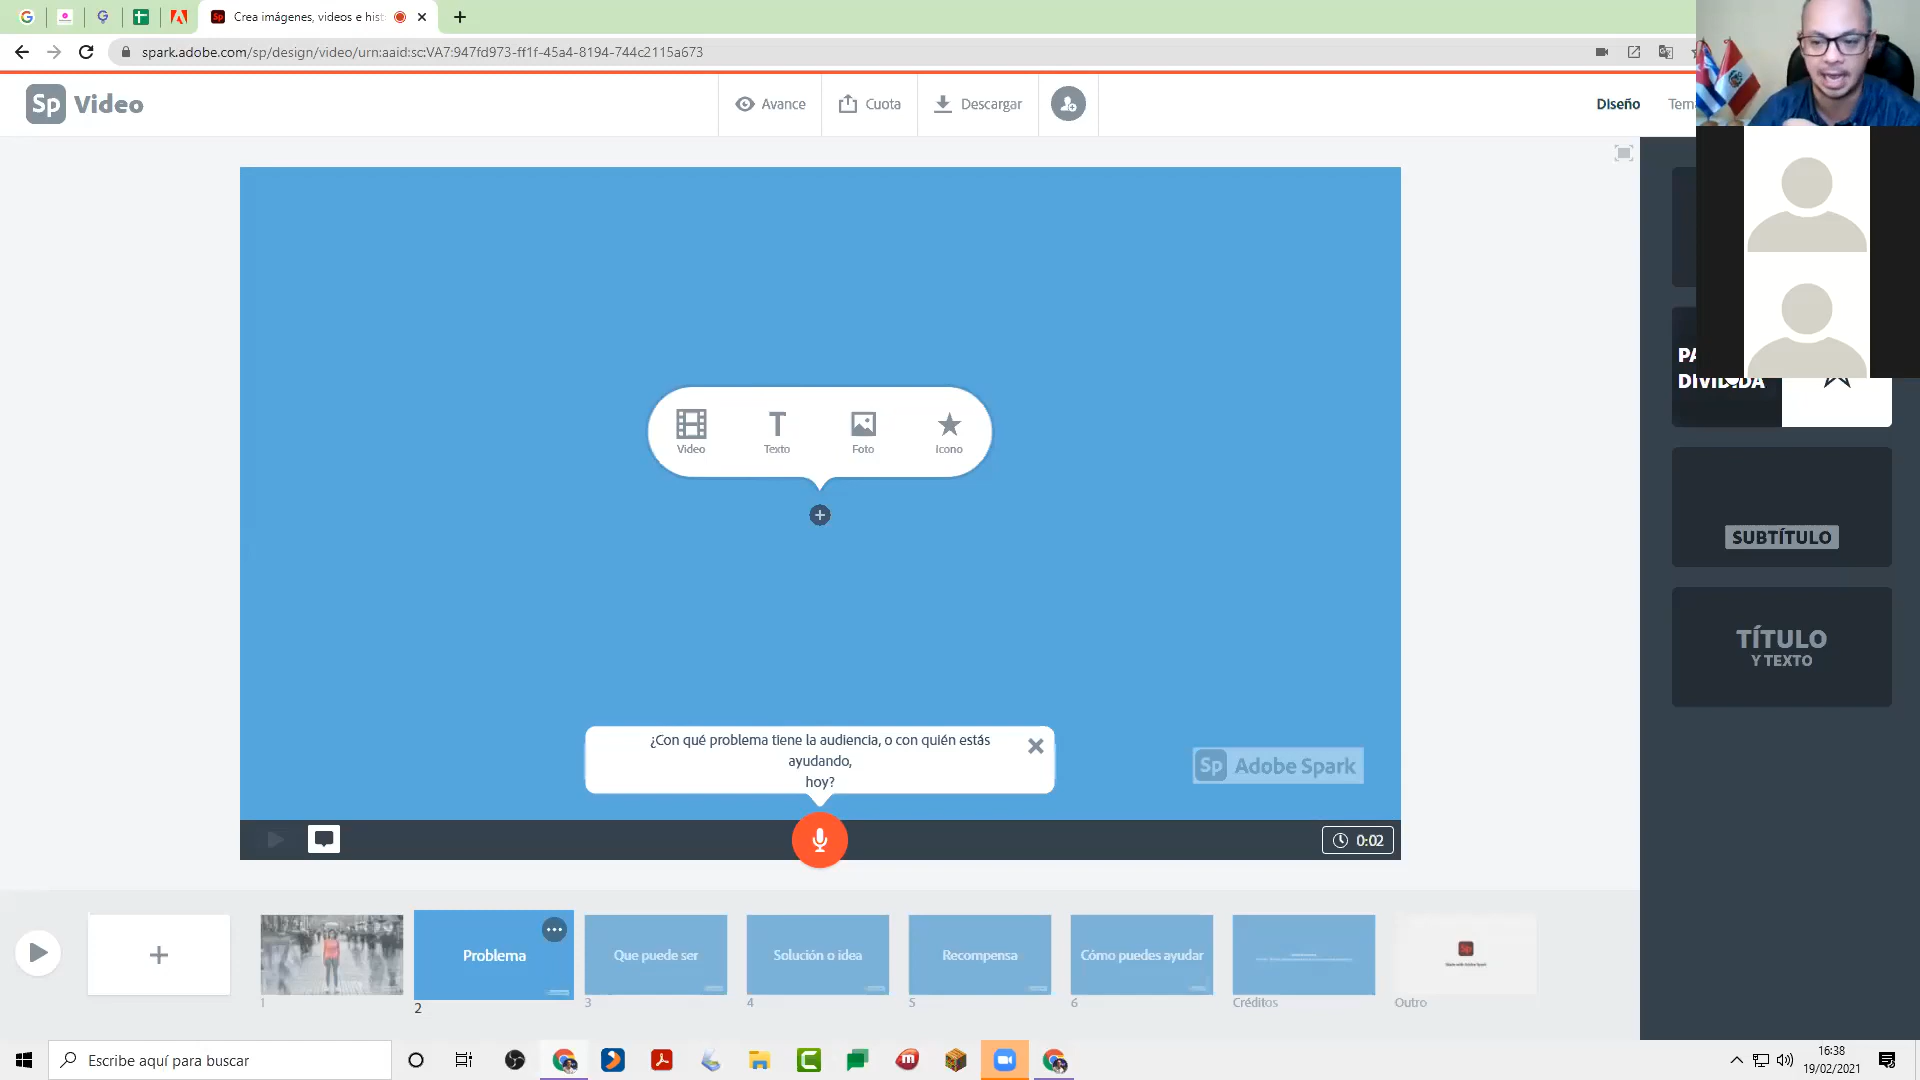 Crea imágenes, videos e hist
spark.adobe.com/sp/design/video/urn:aaid:sc:VA7:947fd973-ff1f-45a4-8194-744c2115a673
Sp Video
Avance
Cuota
Descargar
Diseño
Video
Texto
Foto
Icono
DIVIDIDA
SUBTÍTULO
TÍTULO
Y TEXTO
¿Con qué problema tiene la audiencia, o con quién estás
ayudando,
hoy?
Sp Adobe Spark
0:02
Problema
Que puede ser
Solución o idea
Recompensa
Cómo puedes ayudar
1
2
3
4
5
6
Créditos
Outro
Escribe aquí para buscar
16:38
19/02/2021